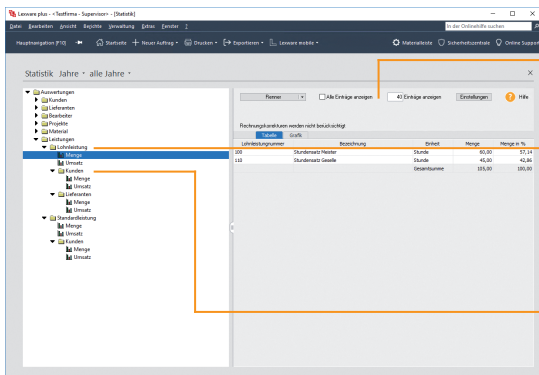 Lexware plus - <Testfirma - Supervisor> - [Statistik]
Datei Bearbeiten Ansicht Berichte Verwaltung Extras Fenster ?
In der Onlinehilfe suchen
Hauptnavigation [F10] Startseite Neuer Auftrag Drucken Exportieren Lexware mobile Materialleiste Sicherheitszentrale Online Support
Statistik Jahre alle Jahre
Auswertungen
Kunden
Lieferanten
Bearbeiter
Projekte
Material
Leistungen
Lohnleistung
Menge
Umsatz
Kunden
Menge
Umsatz
Lieferanten
Menge
Umsatz
Standardleistung
Menge
Umsatz
Kunden
Menge
Umsatz
Renner Alle Einträge anzeigen 40 Einträge anzeigen Einstellungen Hilfe
Rechnungskorrekturen werden nicht berücksichtigt
Tabelle Grafik
Lohnleistungnummer Bezeichnung Einheit Menge Menge in %
100 Stundensatz Meister Stunde 60,00 57,14
110 Stundensatz Geselle Stunde 45,00 42,86
Gesamtsumme 105,00 100,00